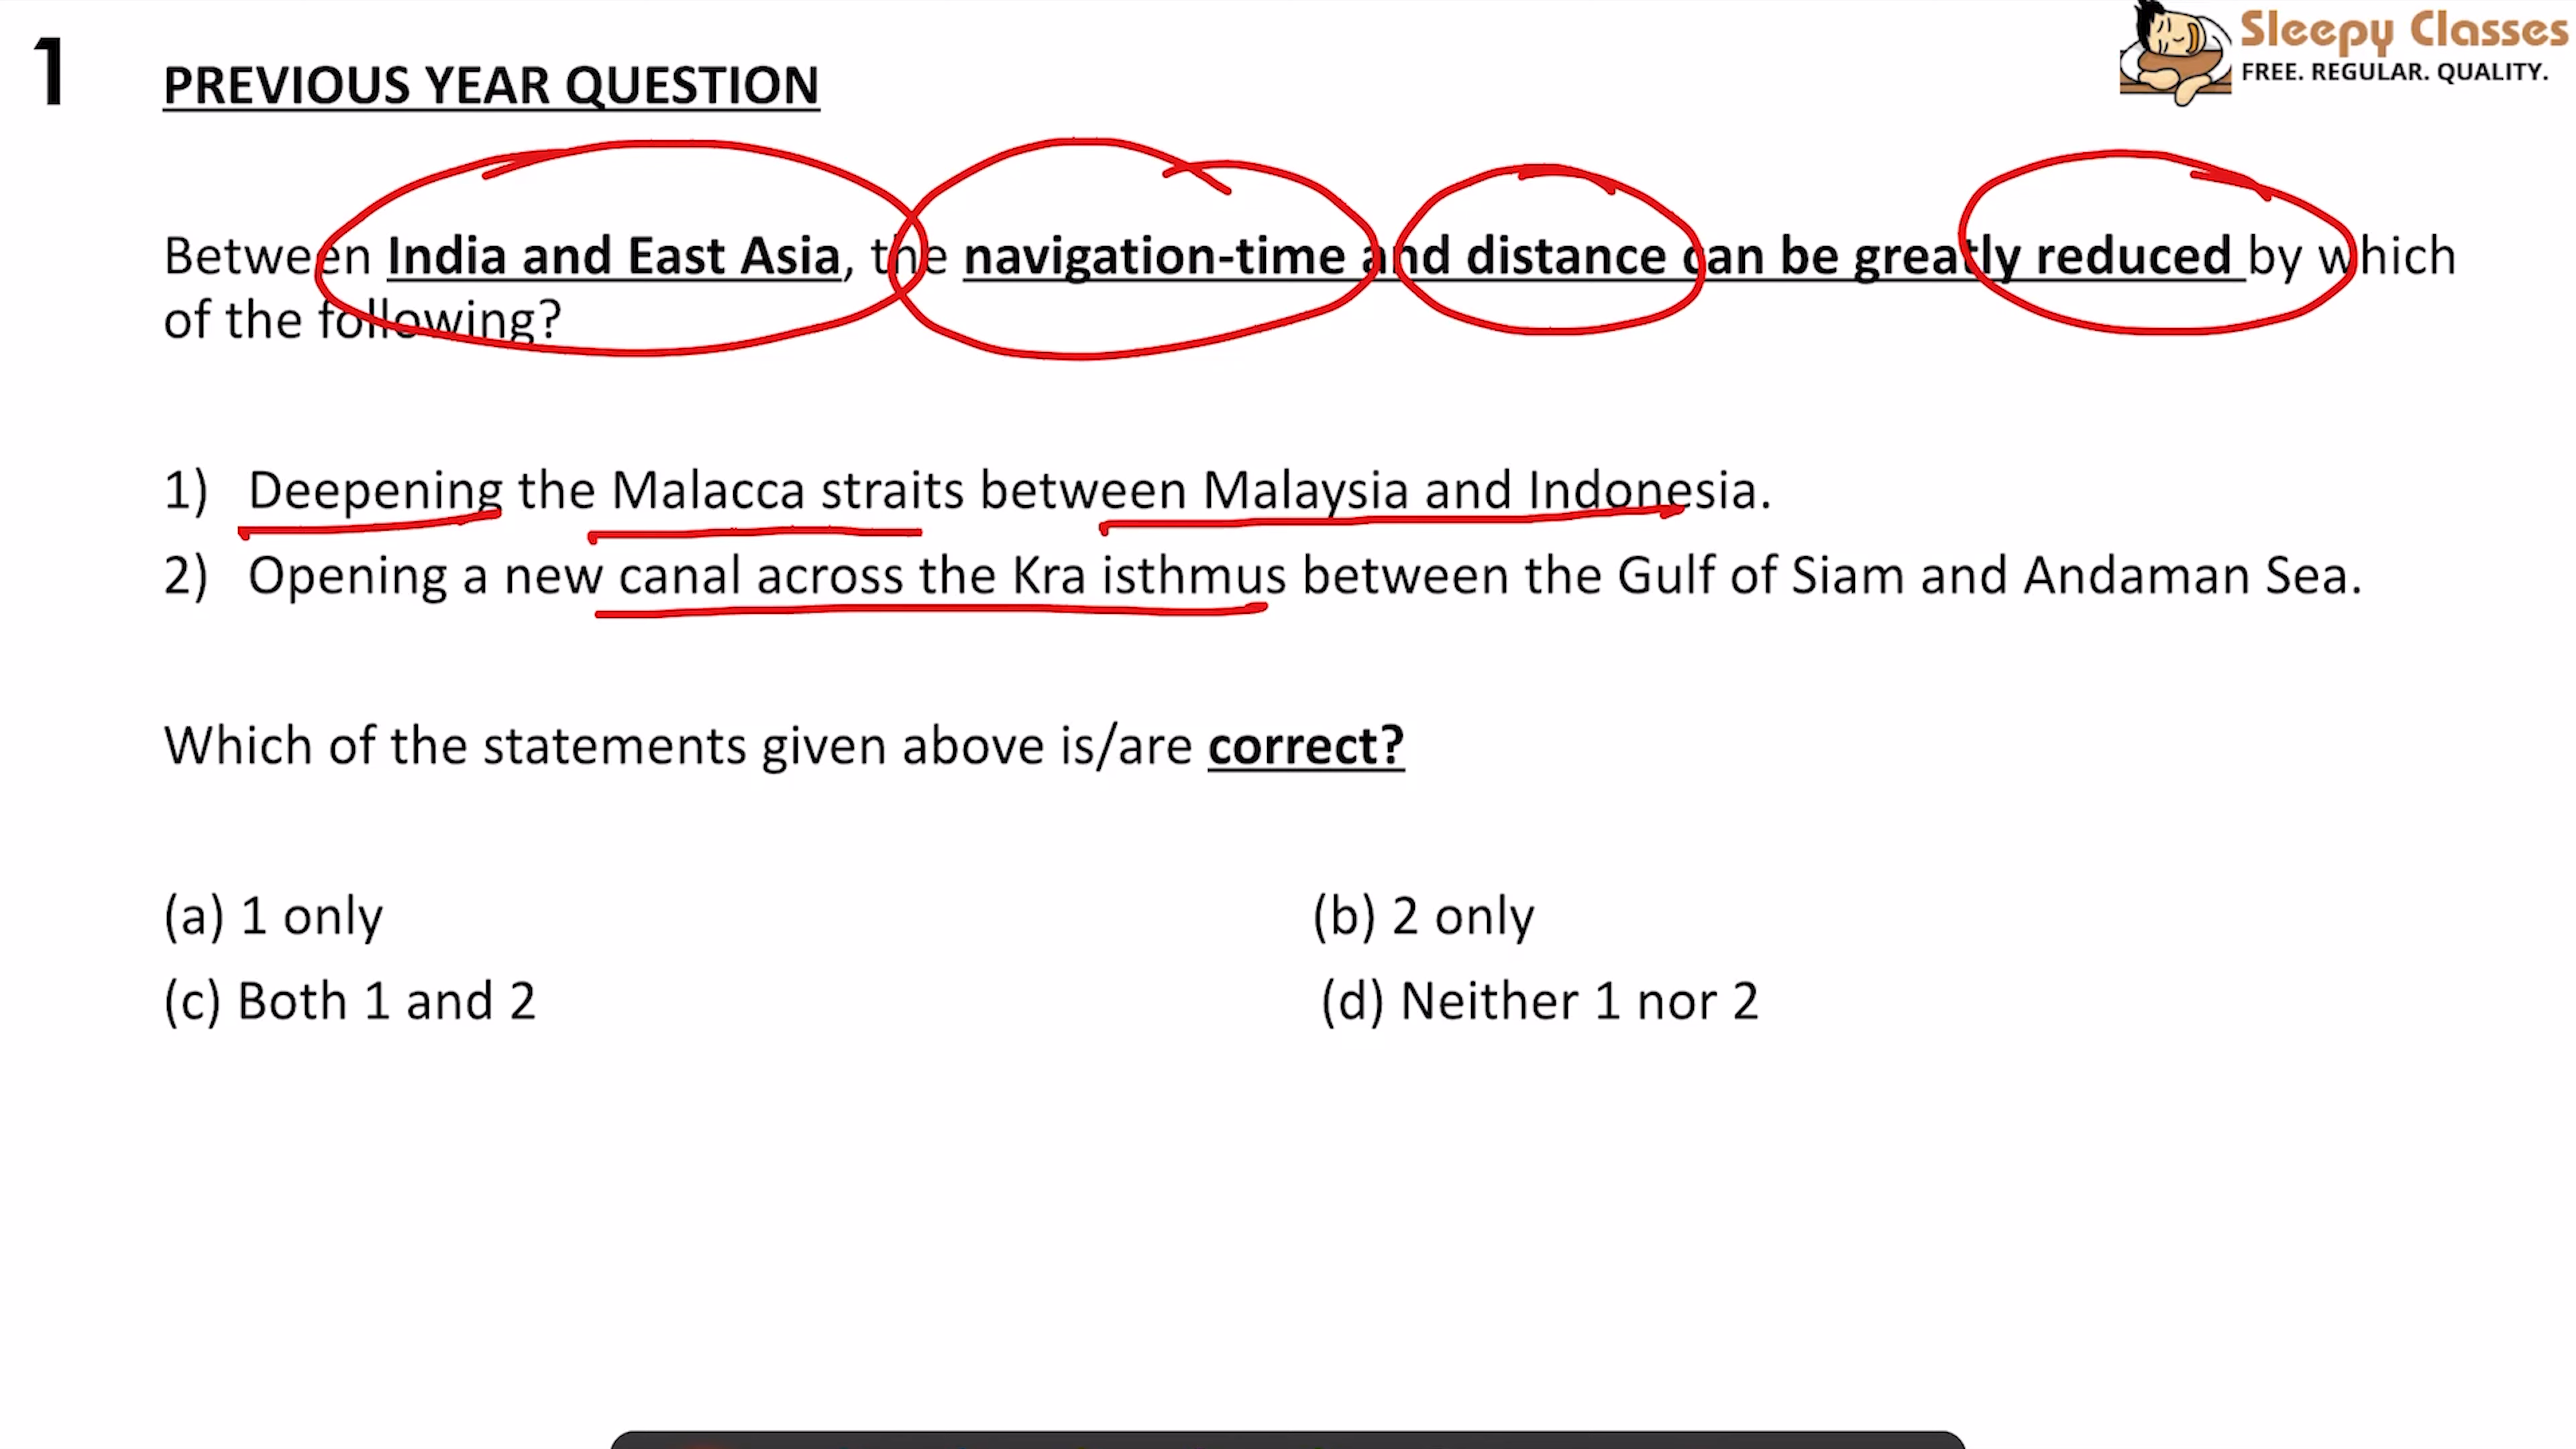 1
PREVIOUS YEAR QUESTION
Sleepy Classes
FREE. REGULAR. QUALITY.
Between India and East Asia, the navigation-time and distance can be greatly reduced by which
of the following?
1) Deepening the Malacca straits between Malaysia and Indonesia.
2) Opening a new canal across the Kra isthmus between the Gulf of Siam and Andaman Sea.
Which of the statements given above is/are correct?
(a) 1 only (b) 2 only
(c) Both 1 and 2 (d) Neither 1 nor 2